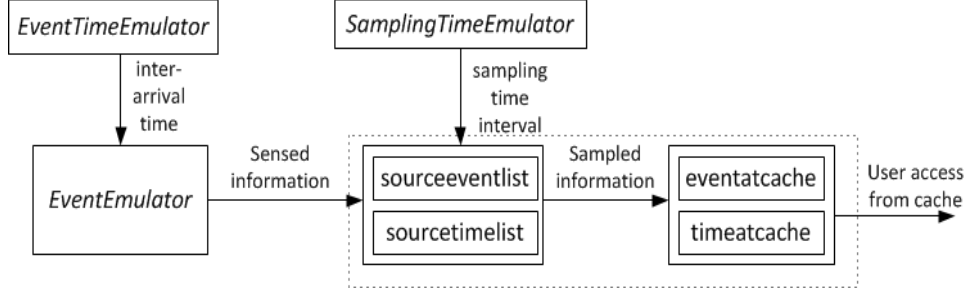 EventTimeEmulator
SamplingTimeEmulator
inter-
arrival
time
sampling
time
interval
EventEmulator
Sensed
information
sourceeventlist
sourcetimelist
Sampled
information
eventatcache
timeatcache
User access
from cache